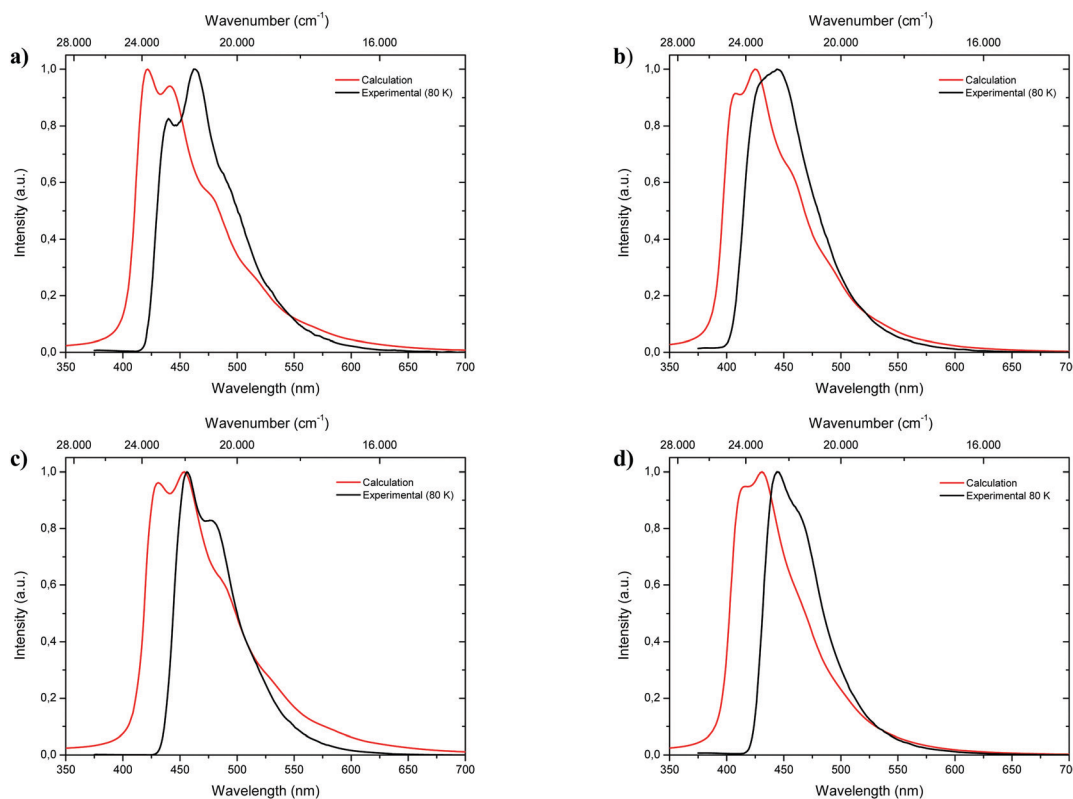 a)
Wavenumber (cm⁻¹)
28.000 24.000 20.000 16.000
1,0
0,8
0,6
0,4
0,2
0,0
Intensity (a.u.)
Calculation
Experimental (80 K)
350 400 450 500 550 600 650 700
Wavelength (nm)
b)
Wavenumber (cm⁻¹)
28.000 24.000 20.000 16.000
1,0
0,8
0,6
0,4
0,2
0,0
Intensity (a.u.)
Calculation
Experimental (80 K)
350 400 450 500 550 600 650 70
Wavelength (nm)
c)
Wavenumber (cm⁻¹)
28.000 24.000 20.000 16.000
1,0
0,8
0,6
0,4
0,2
0,0
Intensity (a.u.)
Calculation
Experimental (80 K)
350 400 450 500 550 600 650 700
Wavelength (nm)
d)
Wavenumber (cm⁻¹)
28.000 24.000 20.000 16.000
1,0
0,8
0,6
0,4
0,2
0,0
Intensity (a.u.)
Calculation
Experimental 80 K)
350 400 450 500 550 600 650 70
Wavelength (nm)